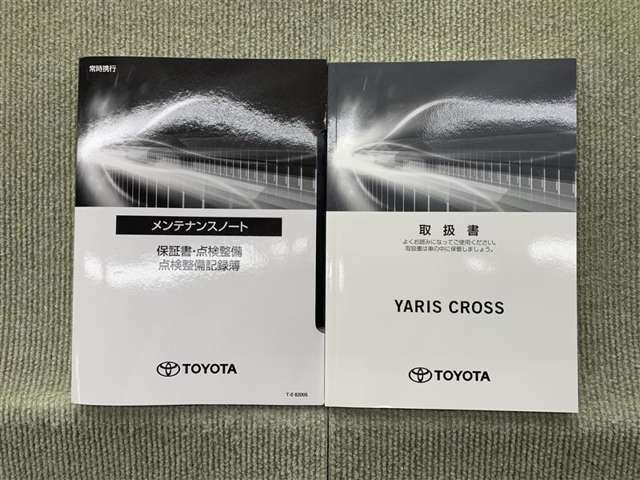 常時携行
メンテナンスノート
保証書・点検整備
点検整備記録簿
TOYOTA
取扱書
よくお読みになってご使用ください。
取扱書は車の中に保管しましょう。
YARIS CROSS
TOYOTA